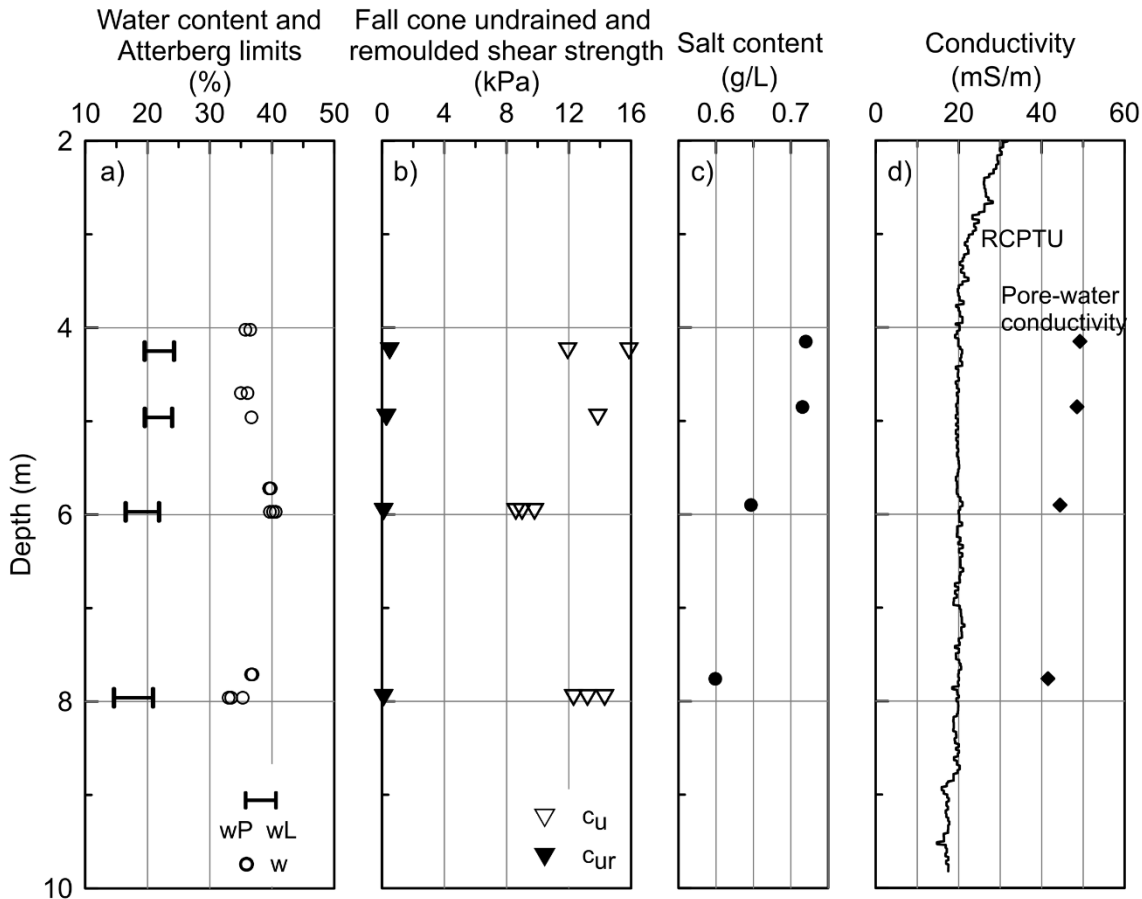 Water content and
Atterberg limits
(%)
10 20 30 40 50
Fall cone undrained and
remoulded shear strength
(kPa)
0 4 8 12 16
Salt content
(g/L)
0.6 0.7
Conductivity
(mS/m)
0 20 40 60
2
4
6
8
10
Depth (m)
a)
wP wL
w
b)
cu
cur
c)
d)
RCPTU
Pore-water
conductivity